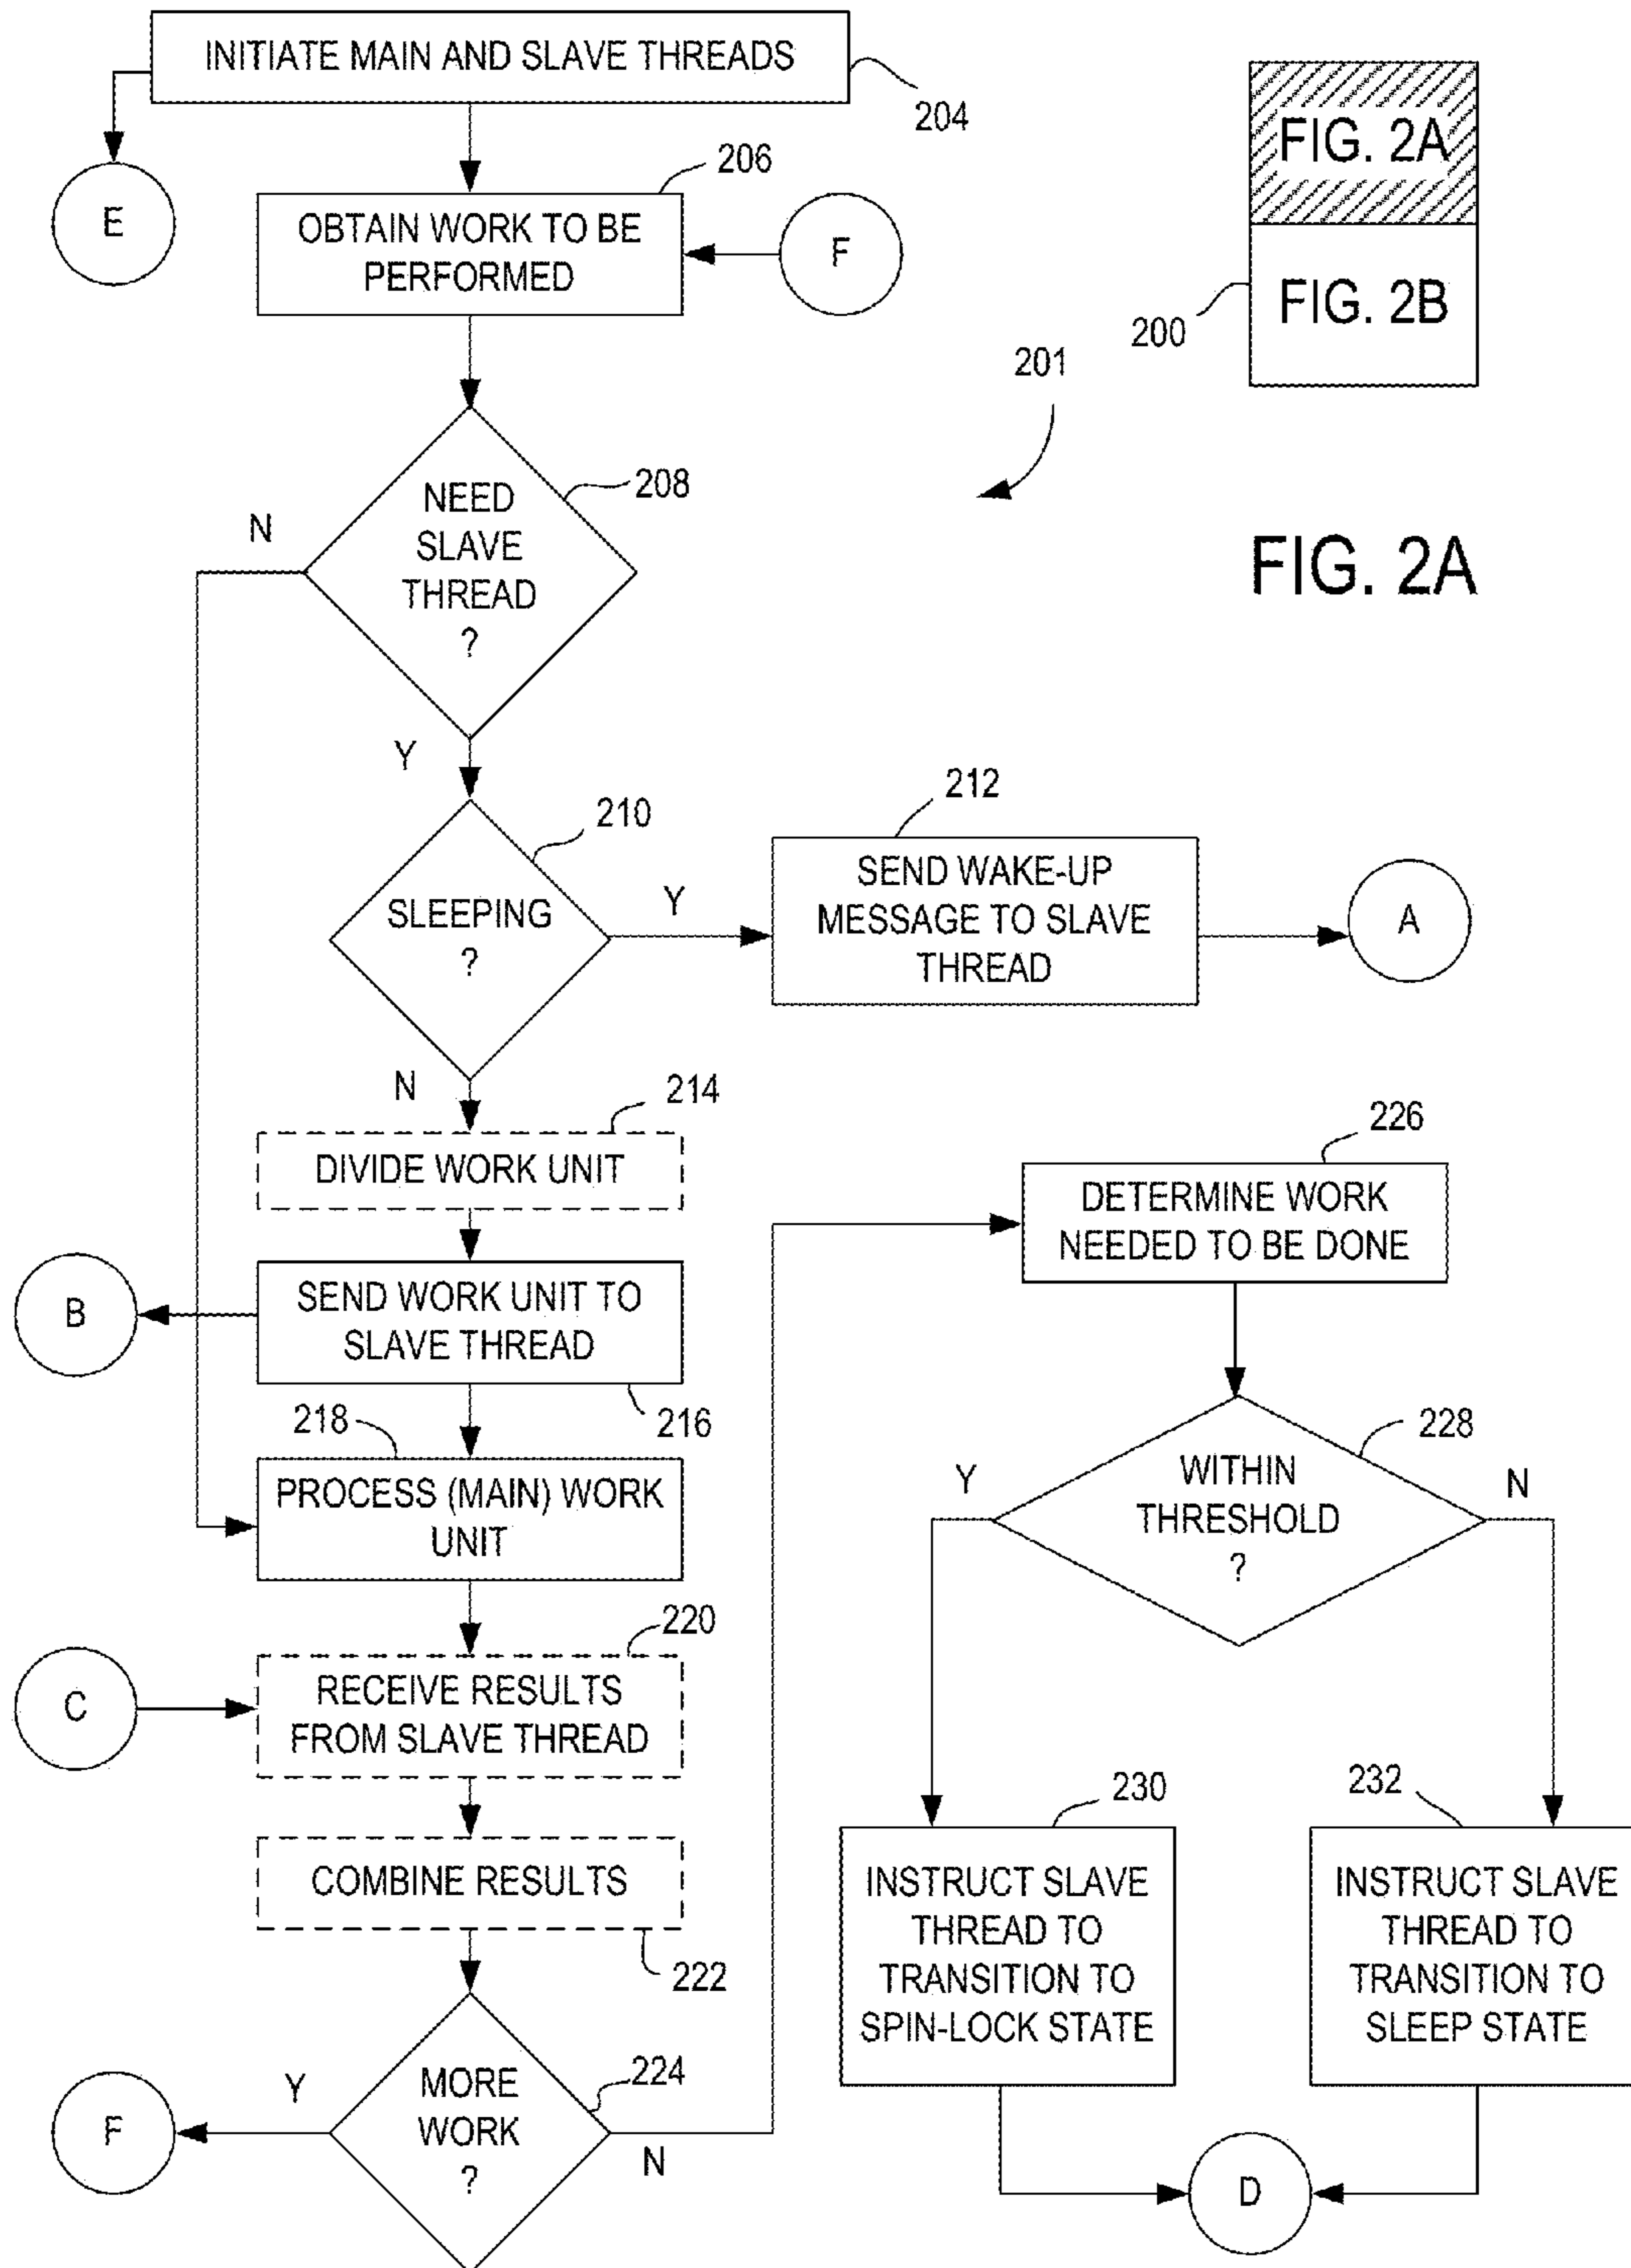 INITIATE MAIN AND SLAVE THREADS
204
E
206
OBTAIN WORK TO BE
PERFORMED
F
FIG. 2A
FIG. 2B
200
201
FIG. 2A
208
NEED
SLAVE
THREAD
?
N
Y
210
SLEEPING
?
Y
212
SEND WAKE-UP
MESSAGE TO SLAVE
THREAD
A
N
214
DIVIDE WORK UNIT
B
SEND WORK UNIT TO
SLAVE THREAD
216
218
PROCESS (MAIN) WORK
UNIT
220
C
RECEIVE RESULTS
FROM SLAVE THREAD
COMBINE RESULTS
222
224
MORE
WORK
?
Y
F
N
226
DETERMINE WORK
NEEDED TO BE DONE
228
WITHIN
THRESHOLD
?
Y
N
230
INSTRUCT SLAVE
THREAD TO
TRANSITION TO
SPIN-LOCK STATE
232
INSTRUCT SLAVE
THREAD TO
TRANSITION TO
SLEEP STATE
D